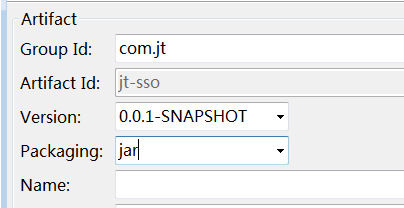 Artifact
Group Id: com.jt
Artifact Id: jt-sso
Version: 0.0.1-SNAPSHOT
Packaging: jar
Name: